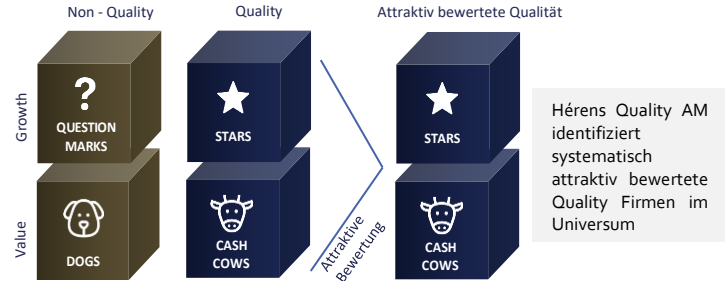 Non - Quality
Quality
Attraktiv bewertete Qualität
Growth
?
QUESTION
MARKS
STARS
STARS
Value
DOGS
CASH
COWS
Attraktive
Bewertung
CASH
COWS
Hérens Quality AM
identifiziert
systematisch
attraktiv bewertete
Quality Firmen im
Universum